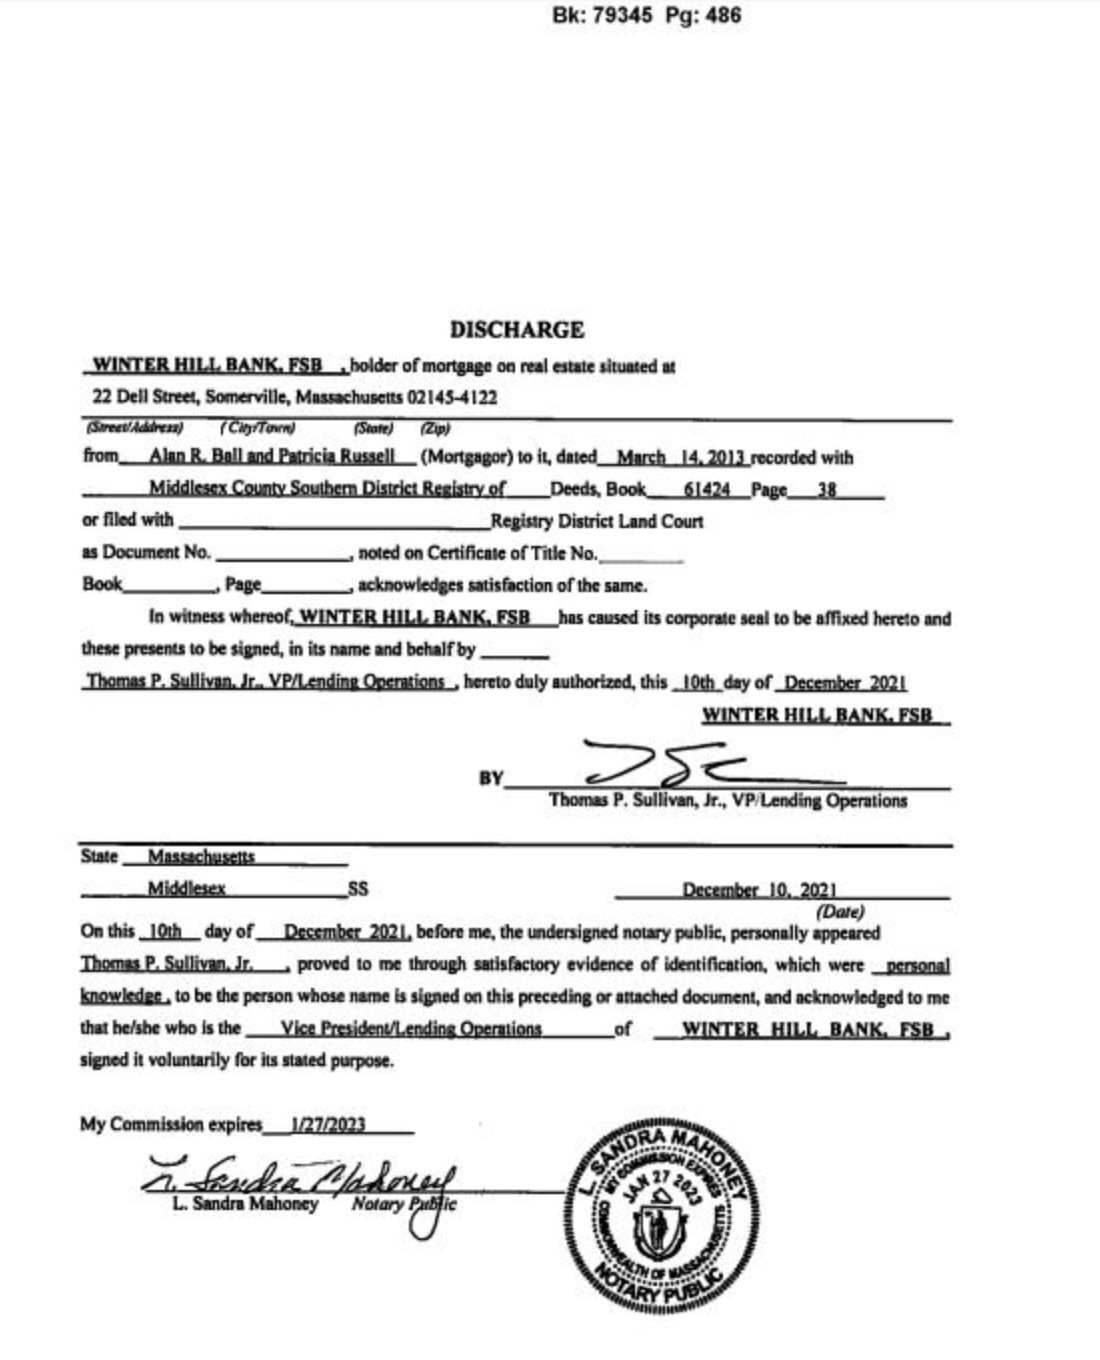 Bk: 79345 Pg: 486
DISCHARGE
WINTER HILL BANK, FSB , holder of mortgage on real estate situated at
22 Dell Street, Somerville, Massachusetts 02145-4122
(Street/Address) (City/Town) (State) (Zip)
from Alan R. Ball and Patricia Russell (Mortgagor) to it, dated March 14, 2013 recorded with
Middlesex County Southern District Registry of Deeds, Book 61424 Page 38
or filed with Registry District Land Court
as Document No. , noted on Certificate of Title No.
Book , Page , acknowledges satisfaction of the same.
In witness whereof, WINTER HILL BANK, FSB has caused its corporate seal to be affixed hereto and
these presents to be signed, in its name and behalf by
Thomas P. Sullivan, Jr., VP/Lending Operations , hereto duly authorized, this 10th day of December 2021
WINTER HILL BANK, FSB
BY
Thomas P. Sullivan, Jr., VP/Lending Operations
State Massachusetts
Middlesex SS December 10, 2021
(Date)
On this 10th day of December 2021, before me, the undersigned notary public, personally appeared
Thomas P. Sullivan, Jr. , proved to me through satisfactory evidence of identification, which were personal
knowledge , to be the person whose name is signed on this preceding or attached document, and acknowledged to me
that he/she who is the Vice President/Lending Operations of WINTER HILL BANK, FSB ,
signed it voluntarily for its stated purpose.
My Commission expires 1/27/2023
L. Sandra Mahoney
L. Sandra Mahoney Notary Public
L. SANDRA MAHONEY
MY COMMISSION EXPIRES
JAN 27 2023
COMMONWEALTH OF MASSACHUSETTS
NOTARY PUBLIC